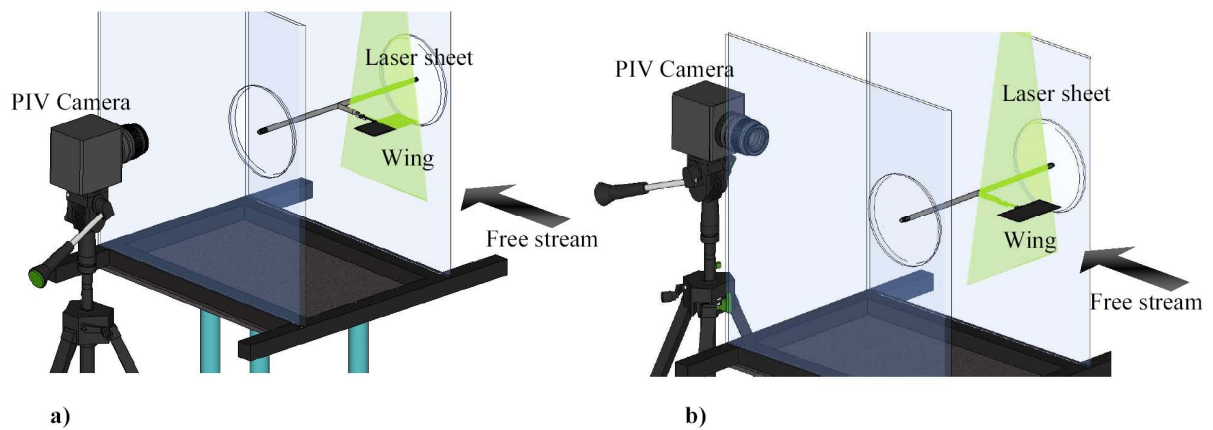 Laser sheet
PIV Camera
Wing
Free stream
a)
PIV Camera
Laser sheet
Wing
Free stream
b)